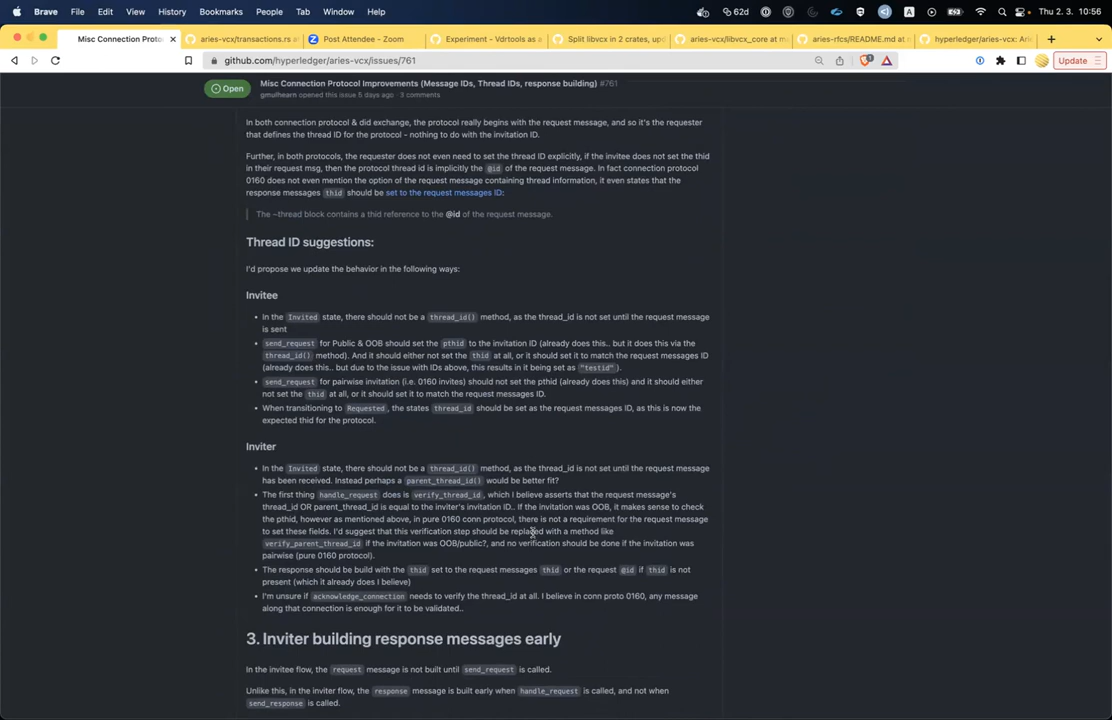 Brave File Edit View History Bookmarks People Tab Window Help 62d A Thu 2. 3. 10:56
Misc Connection Proto aries-vcx/transactions.rs a Post Attendee - Zoom Experiment - Vdrtools as a Split libvcx in 2 crates, upd aries-vcx/libvcx_core at m aries-rfcs/README.md at m hyperledger/aries-vcx: Arie
github.com/hyperledger/aries-vcx/issues/761 Update
Open Misc Connection Protocol Improvements (Message IDs, Thread IDs, response building) #761
gmulhearn opened this issue 5 days ago · 3 comments
In both connection protocol & did exchange, the protocol really begins with the request message, and so it's the requester
that defines the thread ID for the protocol - nothing to do with the invitation ID.
Further, in both protocols, the requester does not even need to set the thread ID explicitly, if the invitee does not set the thid
in their request msg, then the protocol thread id is implicitly the @id of the request message. In fact connection protocol
0160 does not even mention the option of the request message containing thread information, it even states that the
response messages thid should be set to the request messages ID:
The ~thread block contains a thid reference to the @id of the request message.
Thread ID suggestions:
I'd propose we update the behavior in the following ways:
Invitee
• In the Invited state, there should not be a thread_id() method, as the thread_id is not set until the request message
is sent
• send_request for Public & OOB should set the pthid to the invitation ID (already does this.. but it does this via the
thread_id() method). And it should either not set the thid at all, or it should set it to match the request messages ID
(already does this.. but due to the issue with IDs above, this results in it being set as "testid").
• send_request for pairwise invitation (i.e. 0160 invites) should not set the pthid (already does this) and it should either
not set the thid at all, or it should set it to match the request messages ID.
• When transitioning to Requested, the states thread_id should be set as the request messages ID, as this is now the
expected thid for the protocol.
Inviter
• In the Invited state, there should not be a thread_id() method, as the thread_id is not set until the request message
has been received. Instead perhaps a parent_thread_id() would be better fit?
• The first thing handle_request does is verify_thread_id, which I believe asserts that the request message's
thread_id OR parent_thread_id is equal to the inviter's invitation ID.. If the invitation was OOB, it makes sense to check
the pthid, however as mentioned above, in pure 0160 conn protocol, there is not a requirement for the request message
to set these fields. I'd suggest that this verification step should be replaced with a method like
verify_parent_thread_id if the invitation was OOB/public?, and no verification should be done if the invitation was
pairwise (pure 0160 protocol).
• The response should be build with the thid set to the request messages thid or the request @id if thid is not
present (which it already does I believe)
• I'm unsure if acknowledge_connection needs to verify the thread_id at all. I believe in conn proto 0160, any message
along that connection is enough for it to be validated..
3. Inviter building response messages early
In the invitee flow, the request message is not built until send_request is called.
Unlike this, in the inviter flow, the response message is built early when handle_request is called, and not when
send_response is called.